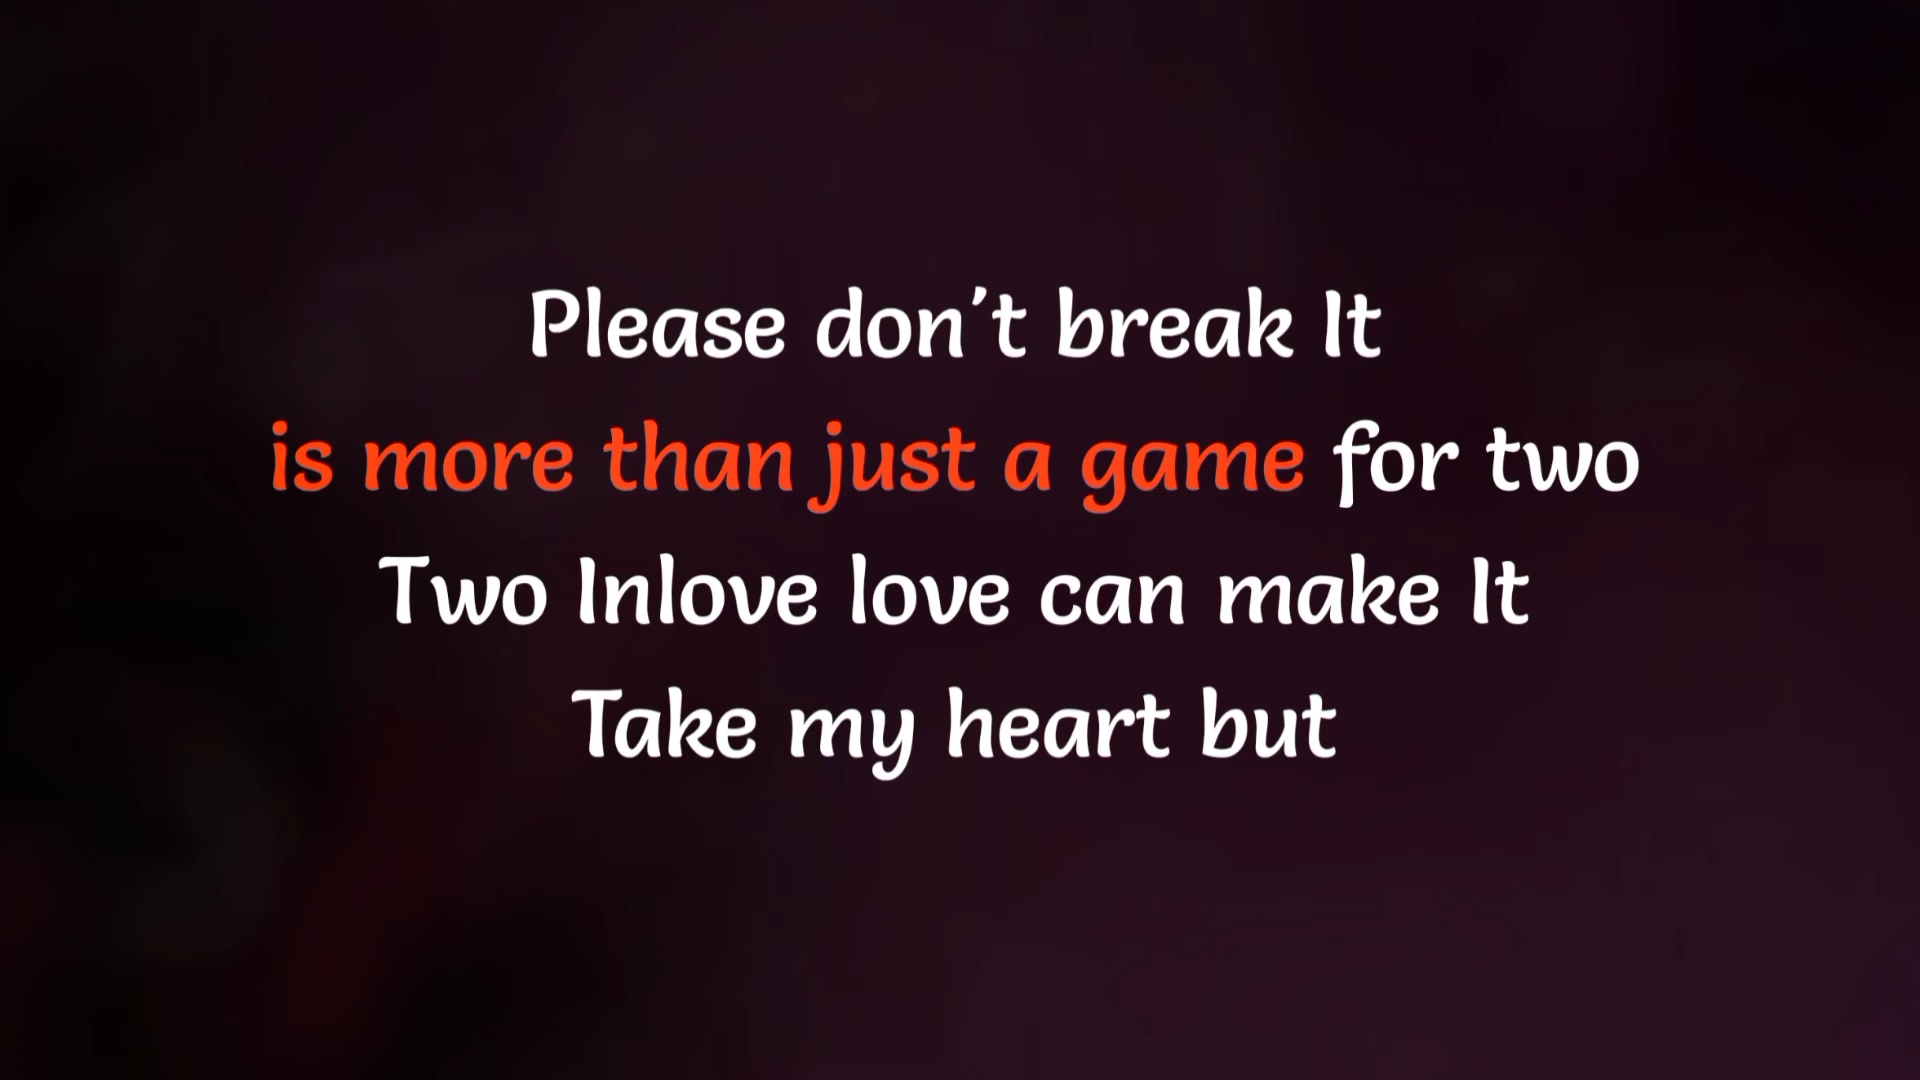 Please don't break It
is more than just a game for two
Two Inlove love can make It
Take my heart but